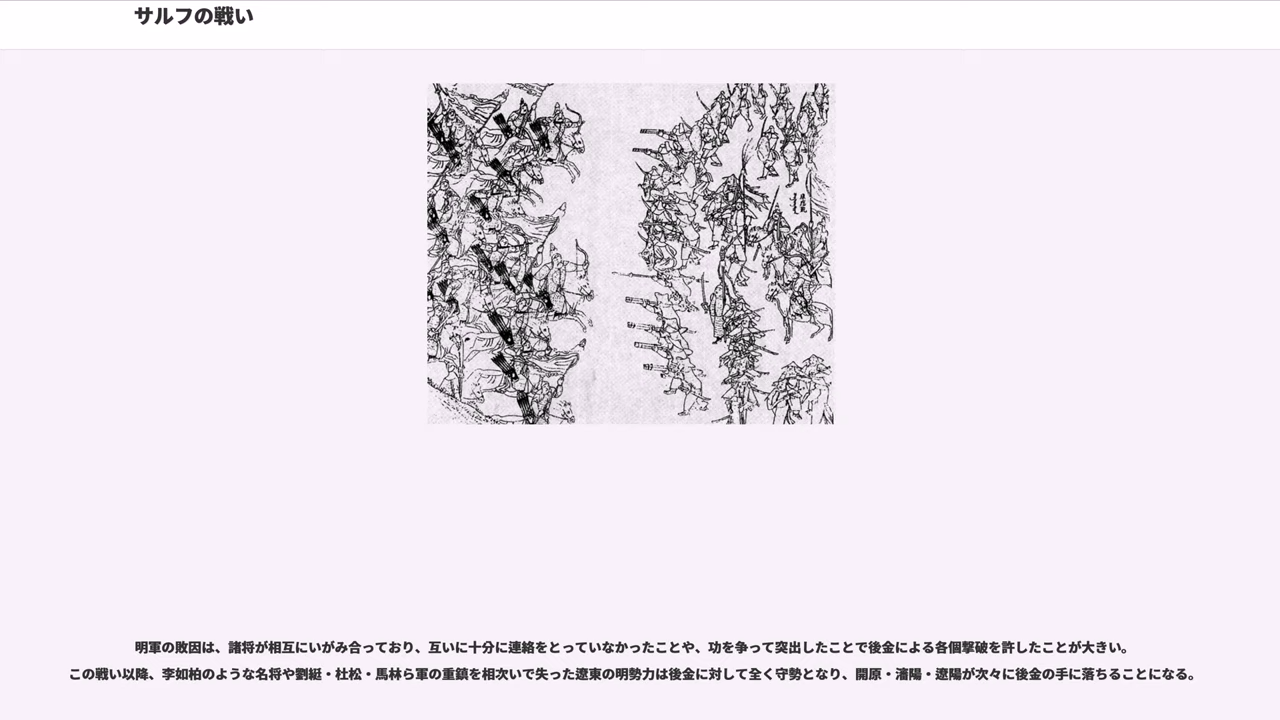 サルフの戦い
明軍の敗因は、諸将が相互にいがみ合っており、互いに十分に連絡をとっていなかったことや、功を争って突出したことで後金による各個撃破を許したことが大きい。
この戦い以降、李如柏のような名将や劉綎・杜松・馬林ら軍の重鎮を相次いで失った遼東の明勢力は後金に対して全く守勢となり、開原・瀋陽・遼陽が次々に後金の手に落ちることになる。